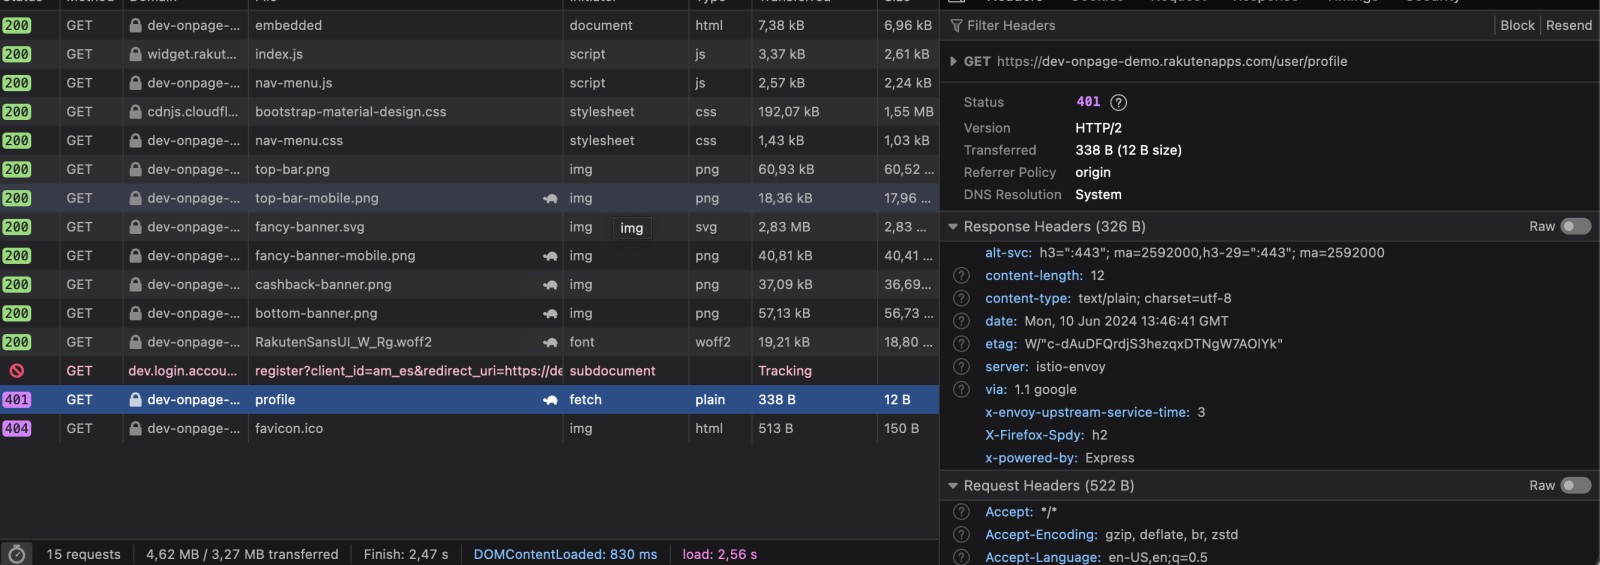 200 GET dev-onpage-... embedded document html 7,38 kB 6,96 kB
200 GET widget.rakut... index.js script js 3,37 kB 2,61 kB
200 GET dev-onpage-... nav-menu.js script js 2,57 kB 2,24 kB
200 GET cdnjs.cloudfl... bootstrap-material-design.css stylesheet css 192,07 kB 1,55 MB
200 GET dev-onpage-... nav-menu.css stylesheet css 1,43 kB 1,03 kB
200 GET dev-onpage-... top-bar.png img png 60,93 kB 60,52 ...
200 GET dev-onpage-... top-bar-mobile.png img png 18,36 kB 17,96 ...
200 GET dev-onpage-... fancy-banner.svg img svg 2,83 MB 2,83 ...
img
200 GET dev-onpage-... fancy-banner-mobile.png img png 40,81 kB 40,41 ...
200 GET dev-onpage-... cashback-banner.png img png 37,09 kB 36,69...
200 GET dev-onpage-... bottom-banner.png img png 57,13 kB 56,73 ...
200 GET dev-onpage-... RakutenSansUI_W_Rg.woff2 font woff2 19,21 kB 18,80 ...
GET dev.login.accou... register?client_id=am_es&redirect_uri=https://de subdocument Tracking
401 GET dev-onpage-... profile fetch plain 338 B 12 B
404 GET dev-onpage-... favicon.ico img html 513 B 150 B
15 requests 4,62 MB / 3,27 MB transferred Finish: 2,47 s DOMContentLoaded: 830 ms load: 2,56 s
Filter Headers Block Resend
GET https://dev-onpage-demo.rakutenapps.com/user/profile
Status 401 ?
Version HTTP/2
Transferred 338 B (12 B size)
Referrer Policy origin
DNS Resolution System
Response Headers (326 B) Raw
alt-svc: h3=":443"; ma=2592000,h3-29=":443"; ma=2592000
? content-length: 12
? content-type: text/plain; charset=utf-8
? date: Mon, 10 Jun 2024 13:46:41 GMT
? etag: W/"c-dAuDFQrdjS3hezqxDTNgW7AOlYk"
? server: istio-envoy
? via: 1.1 google
x-envoy-upstream-service-time: 3
X-Firefox-Spdy: h2
x-powered-by: Express
Request Headers (522 B) Raw
? Accept: */*
? Accept-Encoding: gzip, deflate, br, zstd
? Accept-Language: en-US,en;q=0.5